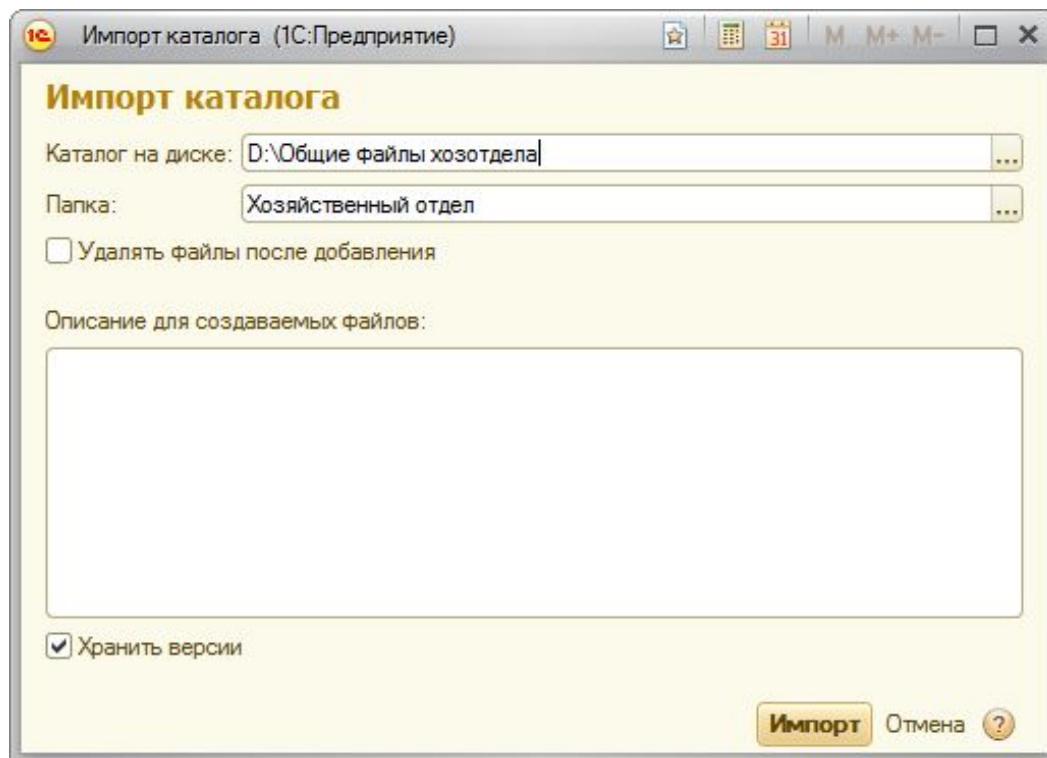 1С Импорт каталога (1С:Предприятие) 31 M M+ M-
Импорт каталога
Каталог на диске: D:\Общие файлы хозотдела ...
Папка: Хозяйственный отдел ...
Удалять файлы после добавления
Описание для создаваемых файлов:
Хранить версии
Импорт Отмена ?